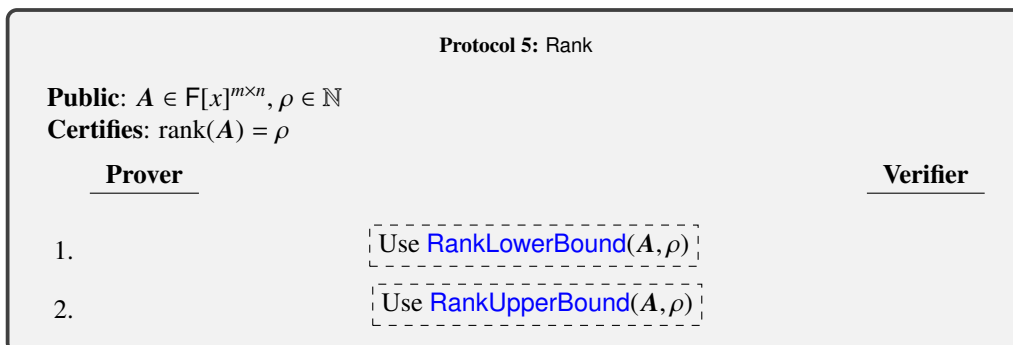 Protocol 5: Rank
Public: A ∈ F[x]^{m×n}, ρ ∈ ℕ
Certifies: rank(A) = ρ
Prover Verifier
1. Use RankLowerBound(A, ρ)
2. Use RankUpperBound(A, ρ)